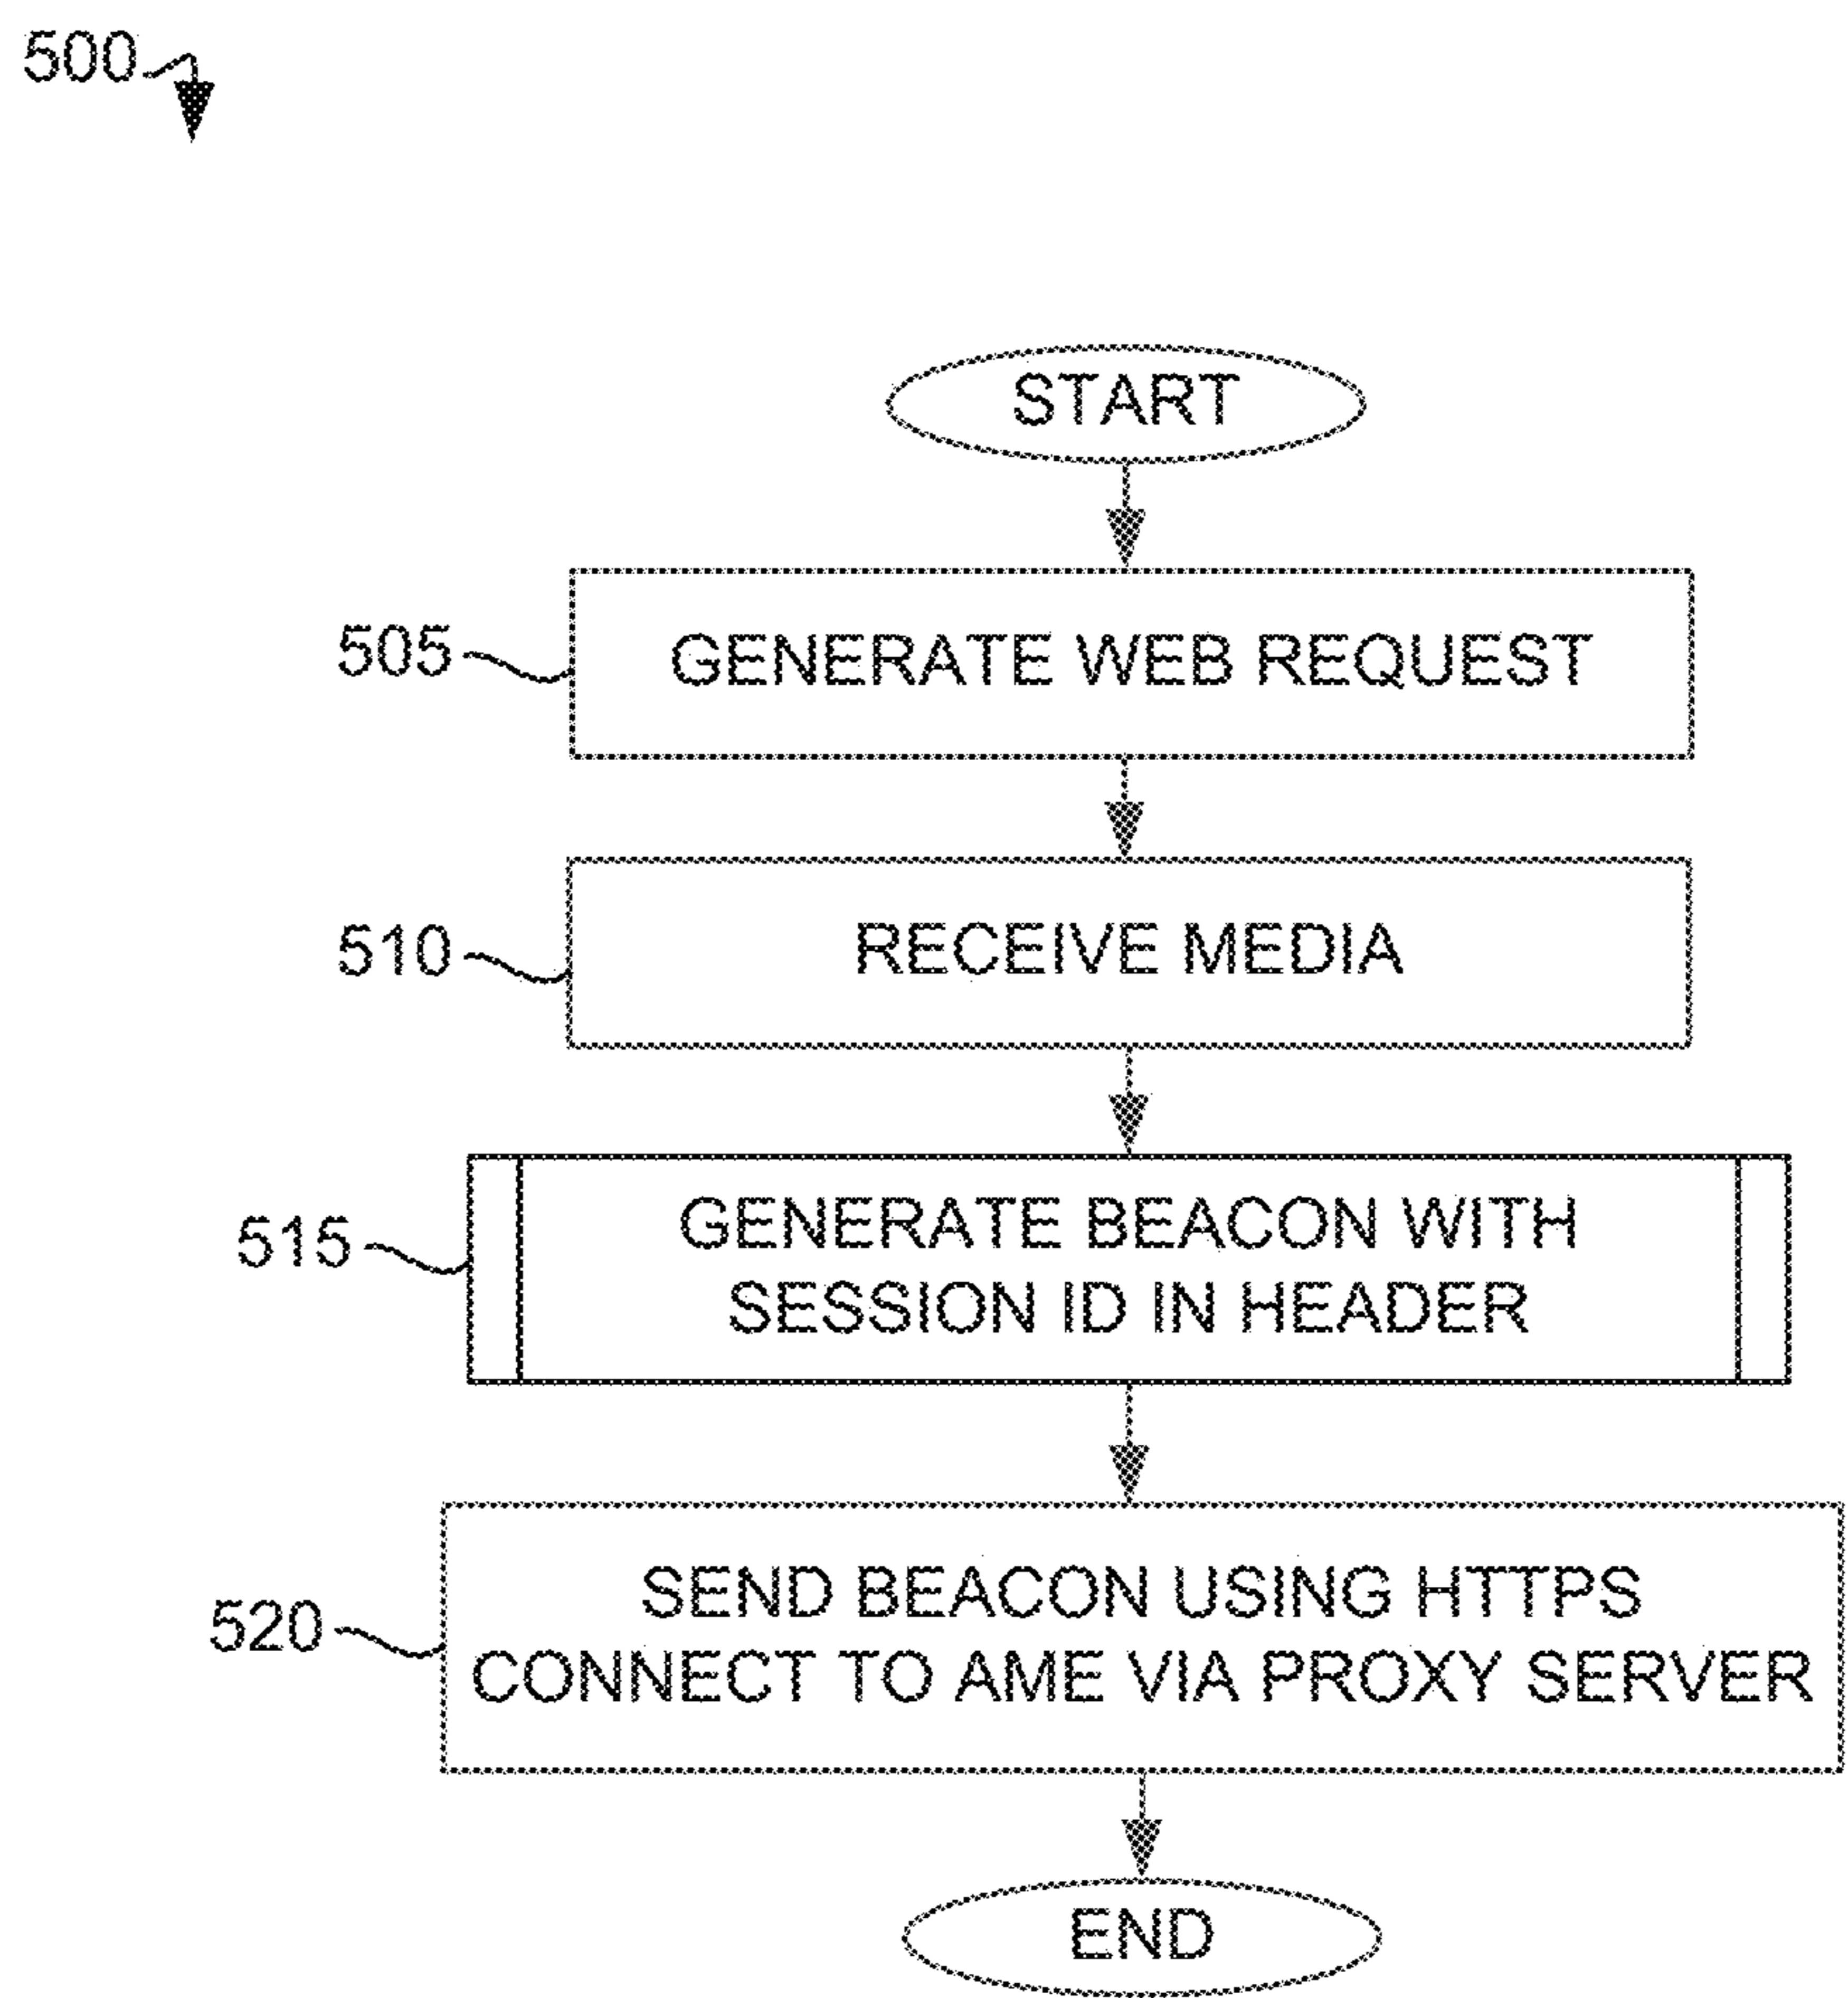 500
START
505
GENERATE WEB REQUEST
510
RECEIVE MEDIA
515
GENERATE BEACON WITH
SESSION ID IN HEADER
520
SEND BEACON USING HTTPS
CONNECT TO AME VIA PROXY SERVER
END